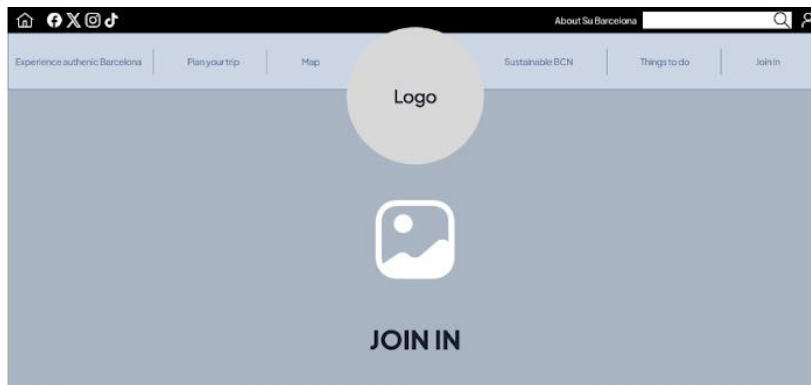 About Su Barcelona
Experience authenic Barcelona Plan your trip Map Sustainable BCN Things to do Join In
Logo
JOIN IN